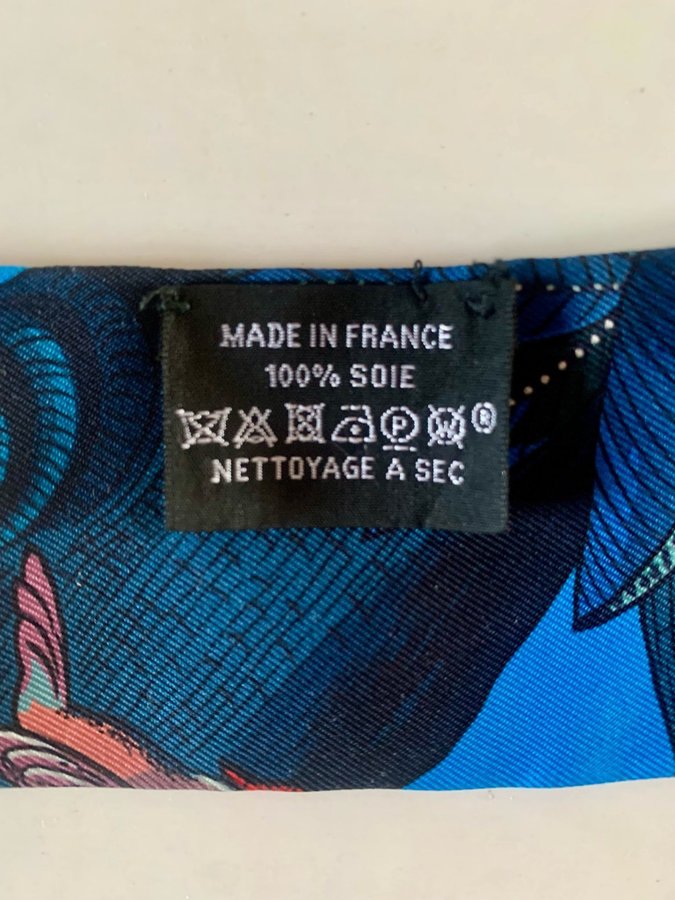 MADE IN FRANCE
100% SOIE
P W ®
NETTOYAGE A SEC